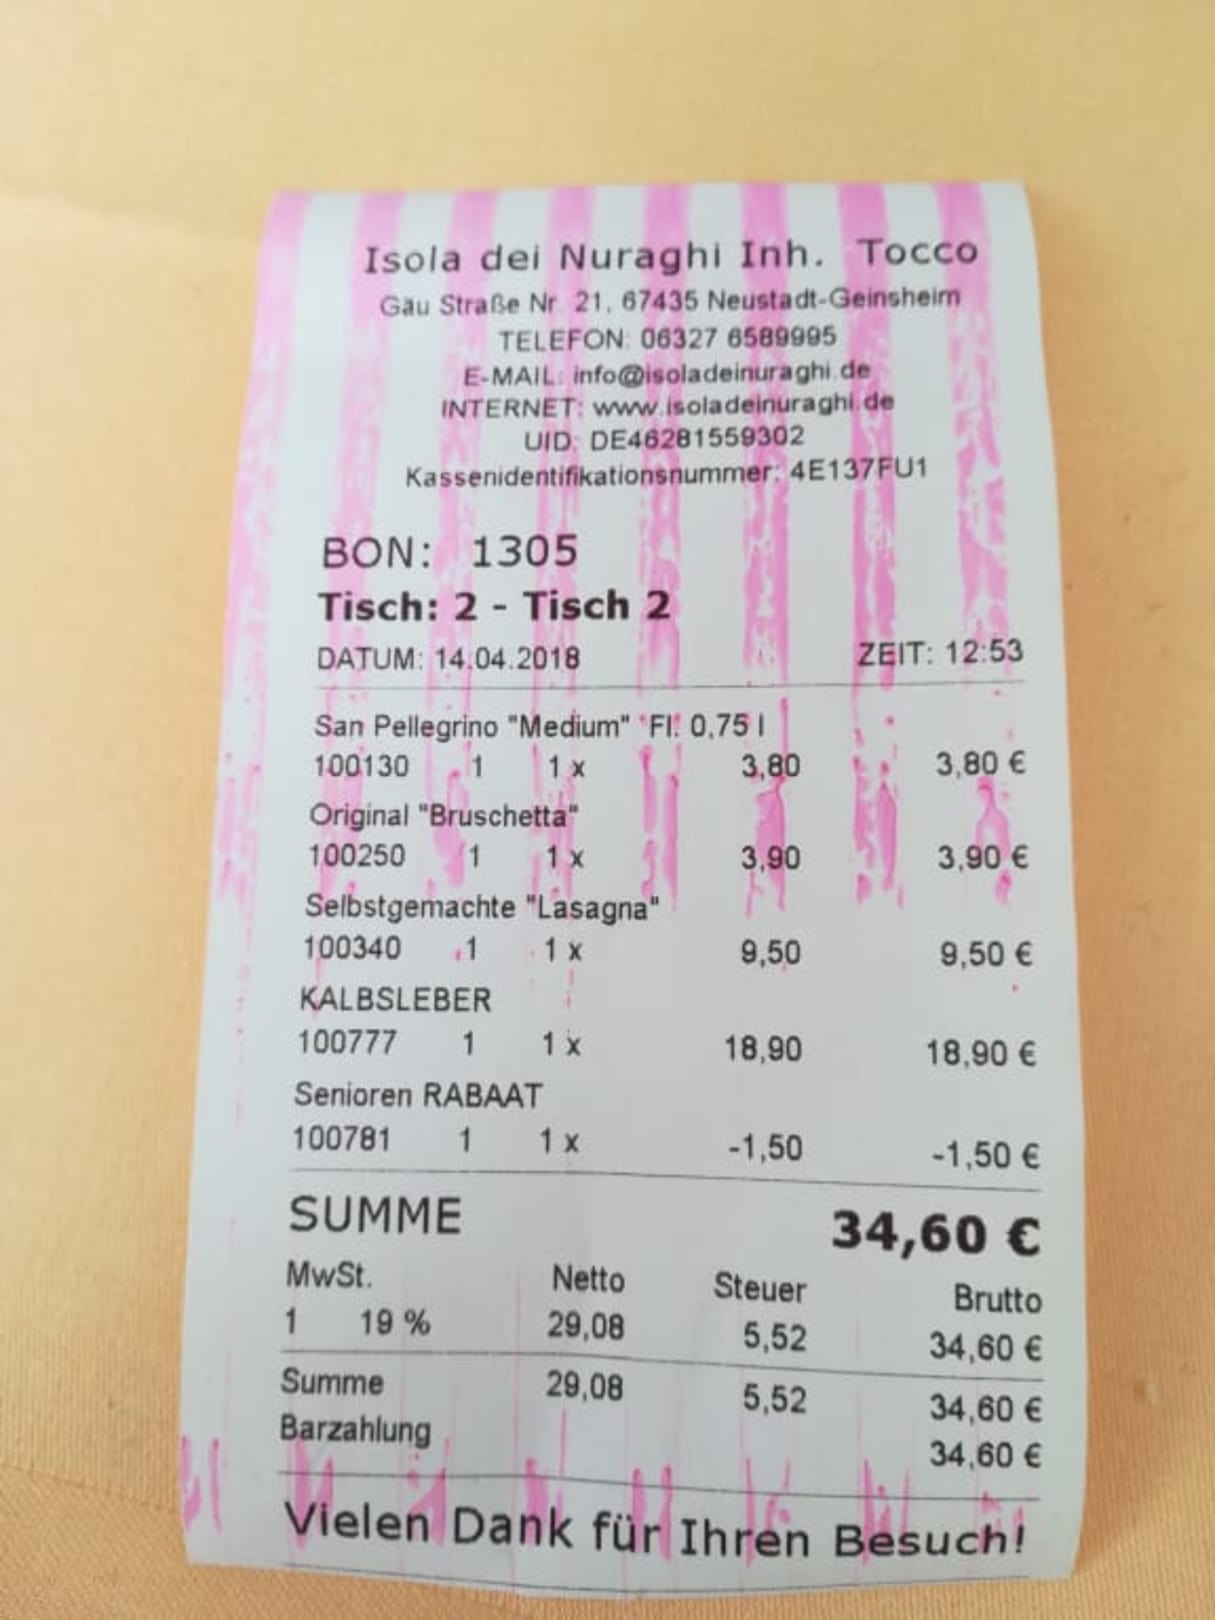 Isola dei Nuraghi Inh. Tocco
Gäu Straße Nr. 21, 67435 Neustadt-Geinsheim
TELEFON: 06327 6589995
E-MAIL: info@isoladeinuraghi.de
INTERNET: www.isoladeinuraghi.de
UID: DE46281559302
Kassenidentifikationsnummer: 4E137FU1
BON: 1305
Tisch: 2 - Tisch 2
DATUM: 14.04.2018 ZEIT: 12:53
San Pellegrino "Medium" Fl. 0,75 l
100130 1 1 x 3,80 3,80 €
Original "Bruschetta"
100250 1 1 x 3,90 3,90 €
Selbstgemachte "Lasagna"
100340 1 1 x 9,50 9,50 €
KALBSLEBER
100777 1 1 x 18,90 18,90 €
Senioren RABAAT
100781 1 1 x -1,50 -1,50 €
SUMME 34,60 €
MwSt. Netto Steuer Brutto
1 19 % 29,08 5,52 34,60 €
Summe 29,08 5,52 34,60 €
Barzahlung 34,60 €
Vielen Dank für Ihren Besuch!